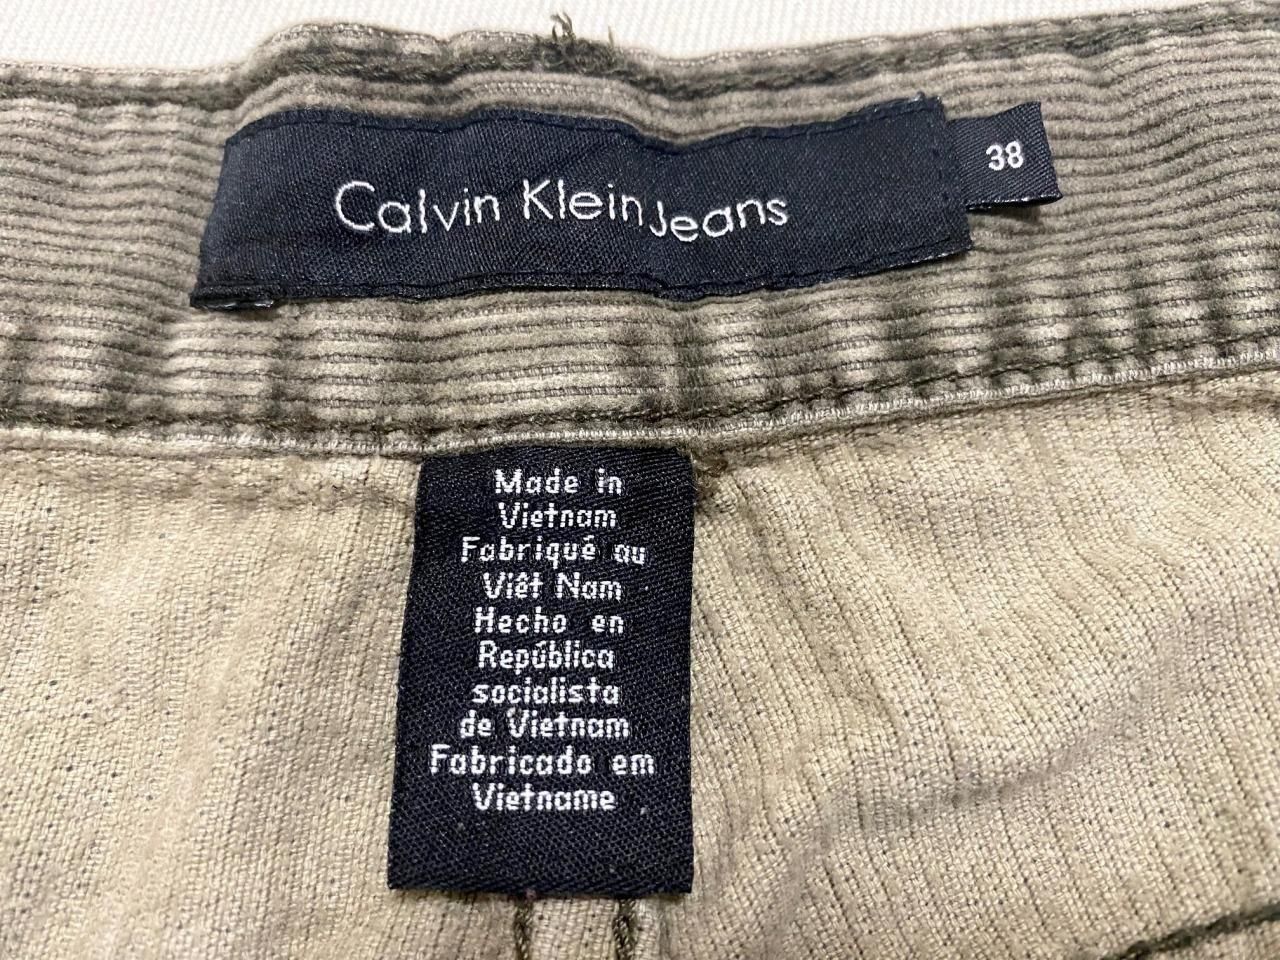 Calvin Klein Jeans
38
Made in
Vietnam
Fabriqué au
Viêt Nam
Hecho en
República
socialista
de Vietnam
Fabricado em
Vietname